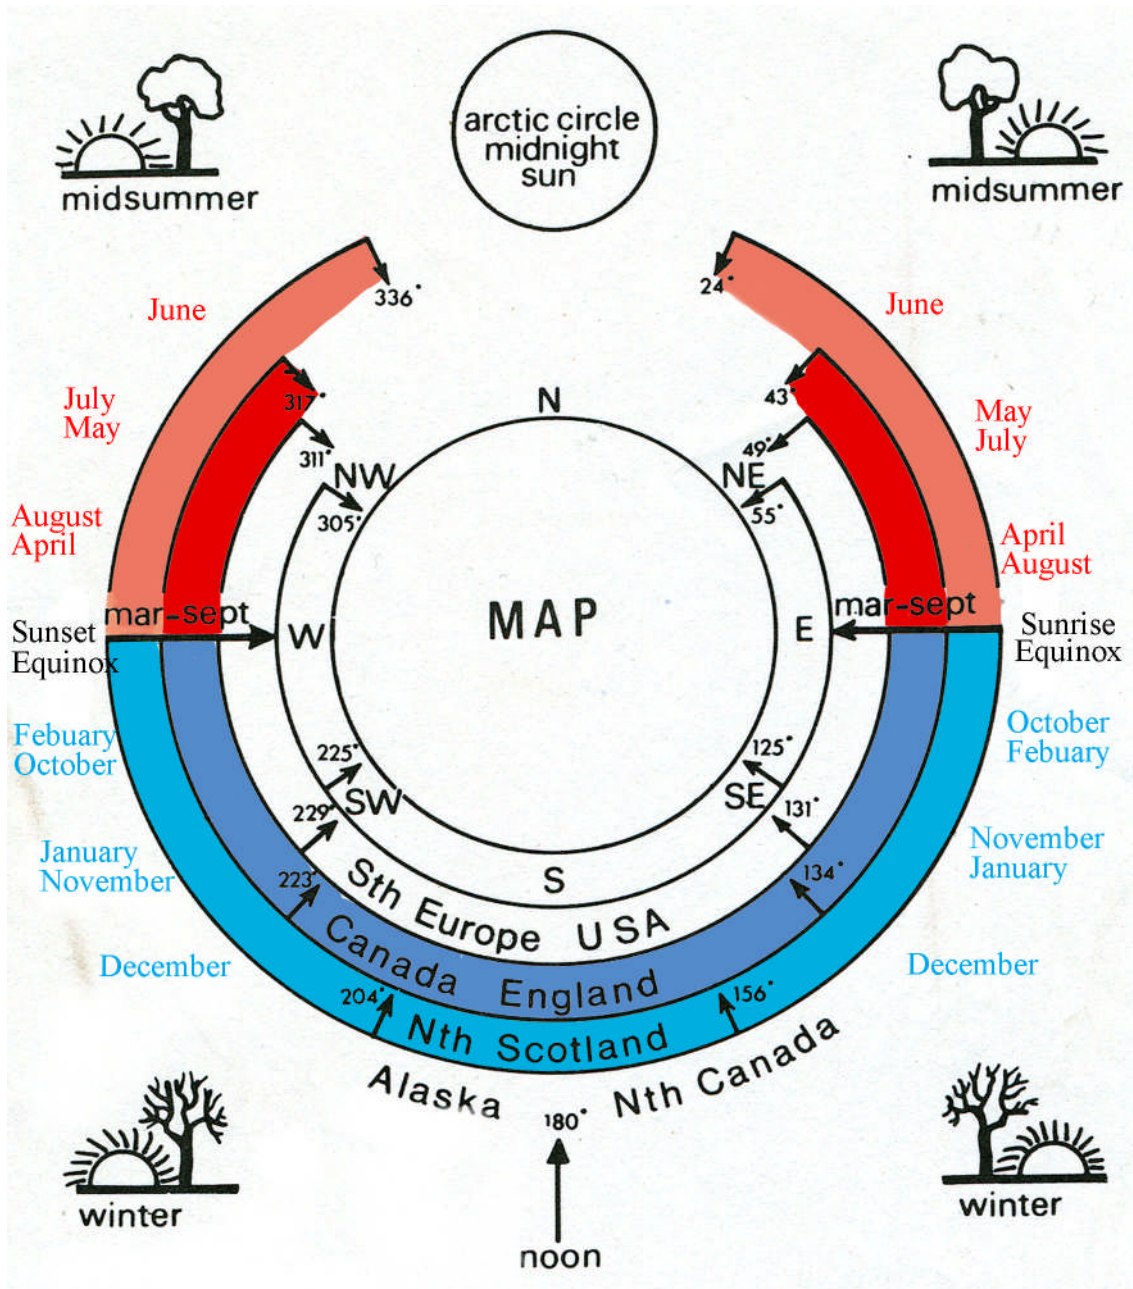 arctic circle
midnight
sun
midsummer
midsummer
336°
24°
June
June
317°
43°
July
May
May
July
N
311°
49°
NW
NE
305°
55°
August
April
April
August
mar-sept
mar-sept
MAP
W
E
Sunset
Equinox
Sunrise
Equinox
Febuary
October
October
Febuary
225°
125°
SW
SE
229°
131°
January
November
November
January
223°
134°
S
Sth Europe USA
Canada England
December
December
204°
156°
Nth Scotland
Alaska
Nth Canada
180°
winter
winter
noon